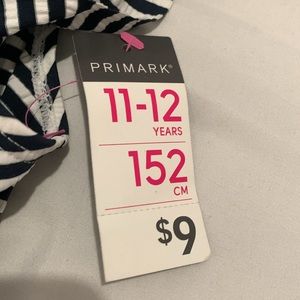 PRIMARK®
11-12
YEARS
152
CM
$9